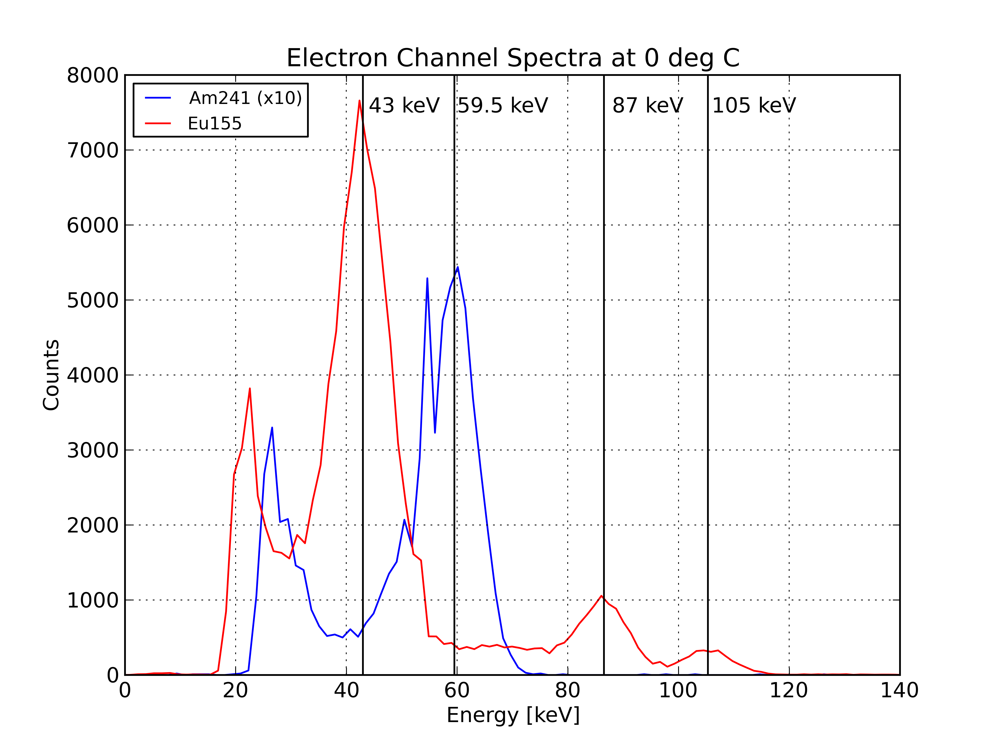 Electron Channel Spectra at 0 deg C
8000
7000
6000
5000
4000
3000
2000
1000
0
Counts
Am241 (x10)
Eu155
43 keV
59.5 keV
87 keV
105 keV
0 20 40 60 80 100 120 140
Energy [keV]